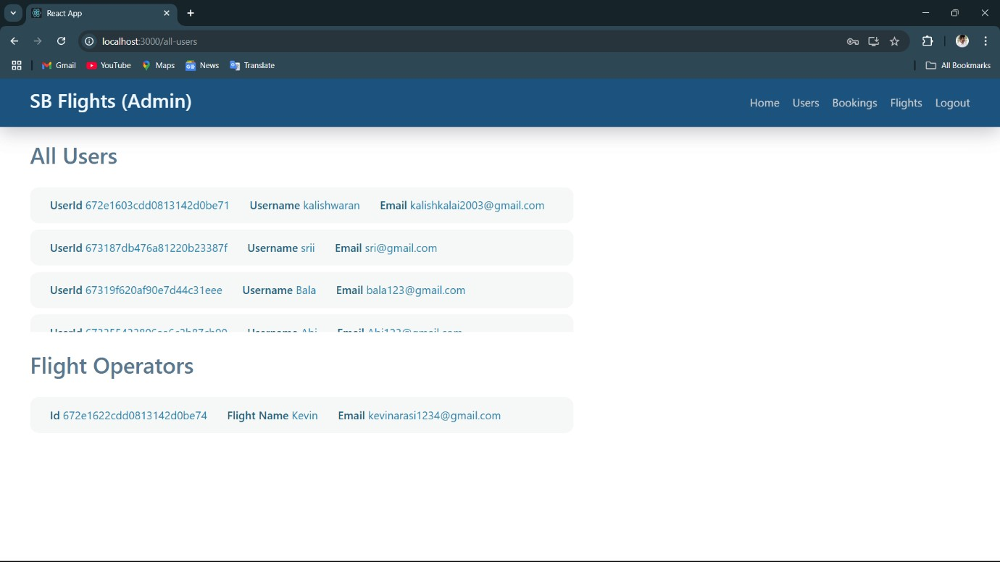 React App
localhost:3000/all-users
Gmail YouTube Maps News Translate All Bookmarks
SB Flights (Admin) Home Users Bookings Flights Logout
All Users
UserId 672e1603cdd0813142d0be71 Username kalishwaran Email kalishkalai2003@gmail.com
UserId 673187db476a81220b23387f Username srii Email sri@gmail.com
UserId 67319f620af90e7d44c31eee Username Bala Email bala123@gmail.com
UserId Username Abi Email Abi123@gmail.com
Flight Operators
Id 672e1622cdd0813142d0be74 Flight Name Kevin Email kevinarasi1234@gmail.com